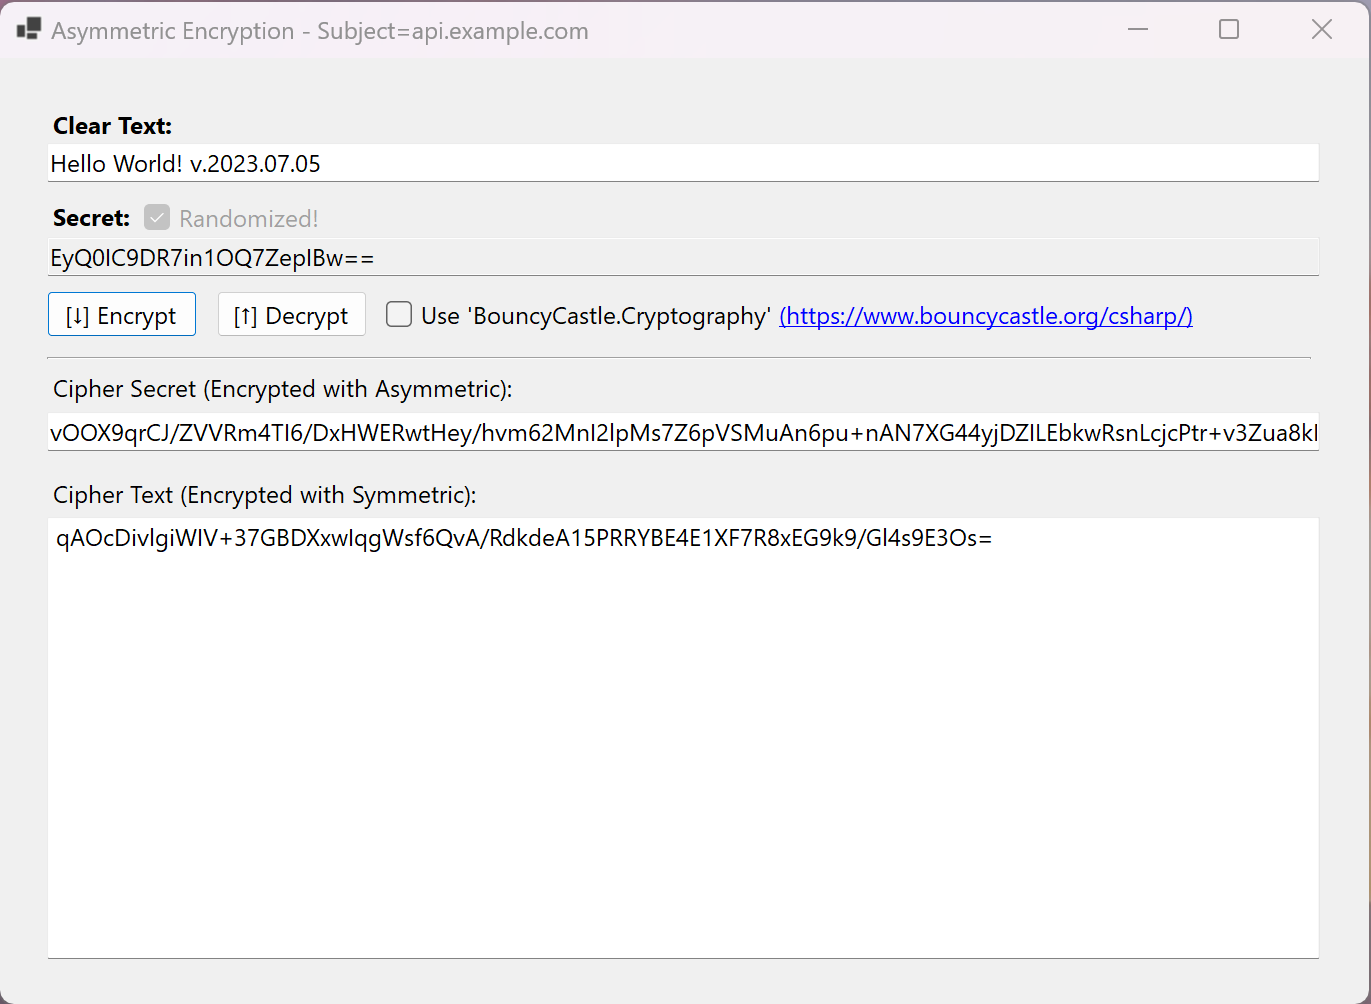 Asymmetric Encryption - Subject=api.example.com
Clear Text:
Hello World! v.2023.07.05
Secret: Randomized!
EyQ0IC9DR7in1OQ7ZepIBw==
[↓] Encrypt [↑] Decrypt Use 'BouncyCastle.Cryptography' (https://www.bouncycastle.org/csharp/)
Cipher Secret (Encrypted with Asymmetric):
vOOX9qrCJ/ZVVRm4TI6/DxHWERwtHey/hvm62MnI2lpMs7Z6pVSMuAn6pu+nAN7XG44yjDZILEbkwRsnLcjcPtr+v3Zua8kI
Cipher Text (Encrypted with Symmetric):
qAOcDivlgiWlV+37GBDXxwIqgWsf6QvA/RdkdeA15PRRYBE4E1XF7R8xEG9k9/Gl4s9E3Os=